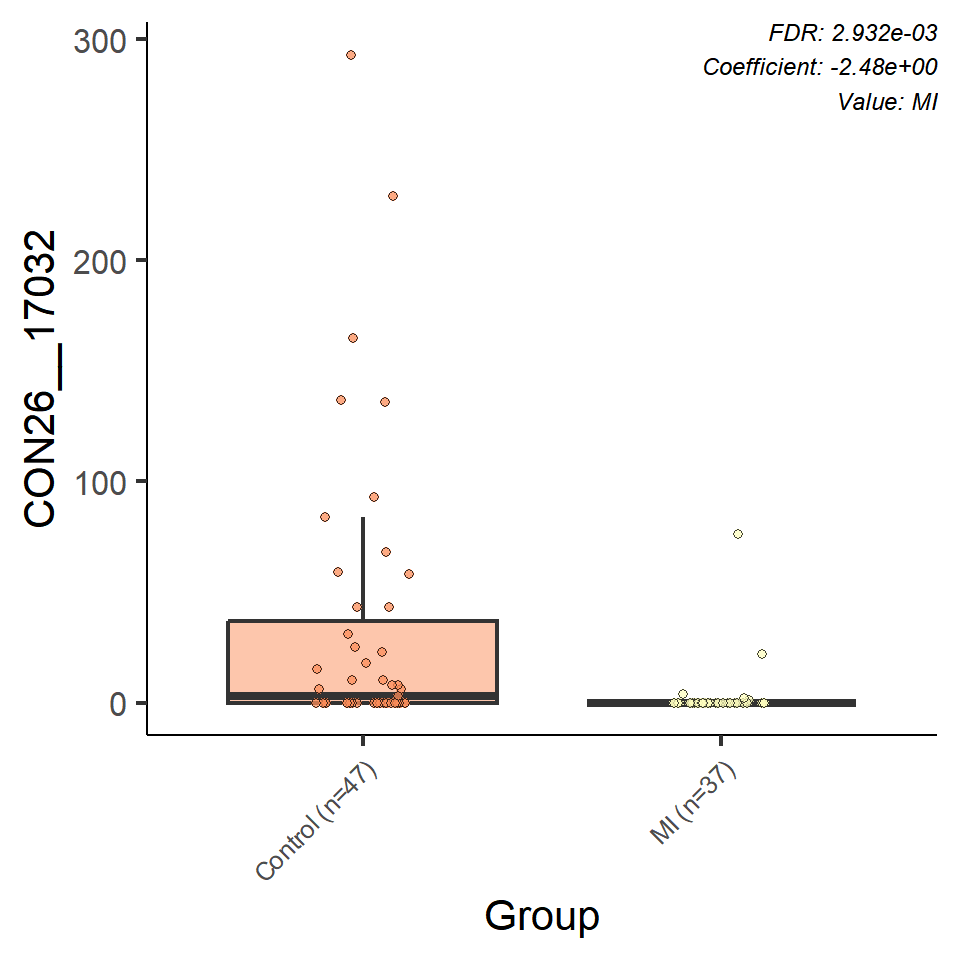 FDR: 2.932e-03
Coefficient: -2.48e+00
Value: MI
300
200
100
0
CON26__17032
Control (n=47)
MI (n=37)
Group